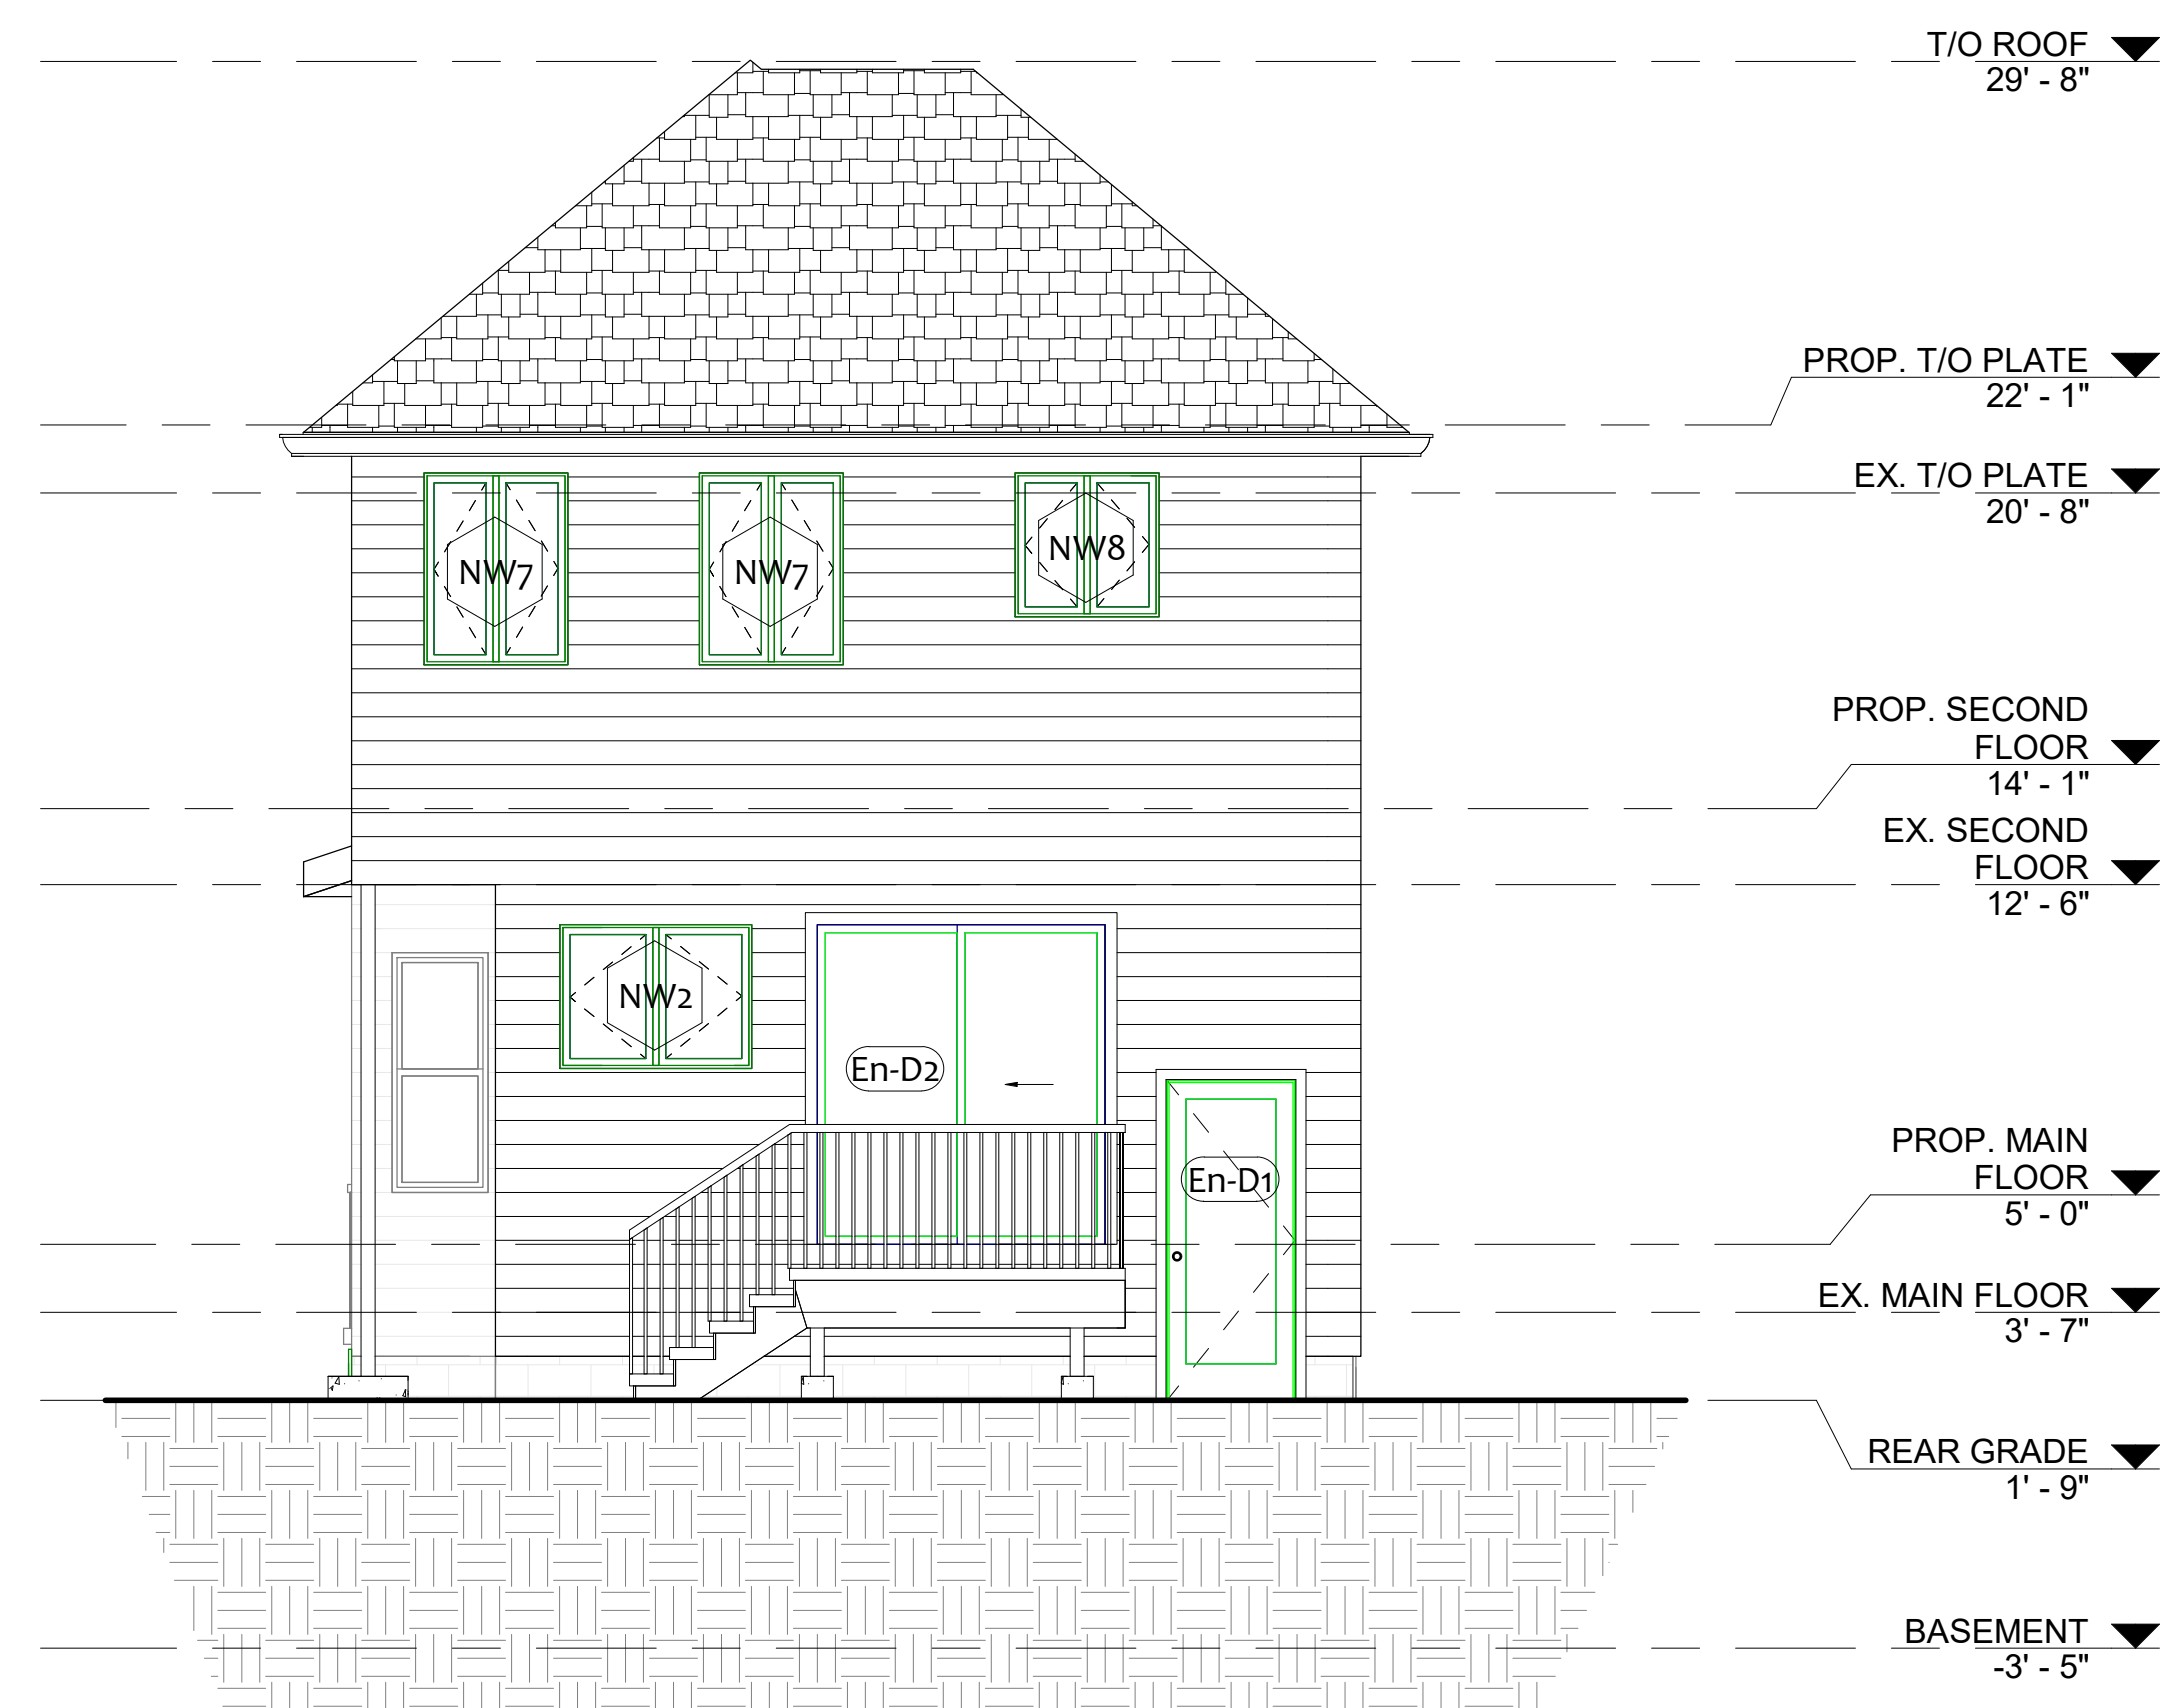 T/O ROOF
29' - 8"
PROP. T/O PLATE
22' - 1"
EX. T/O PLATE
20' - 8"
NW7
NW7
NW8
PROP. SECOND
FLOOR
14' - 1"
EX. SECOND
FLOOR
12' - 6"
NW2
En-D2
En-D1
PROP. MAIN
FLOOR
5' - 0"
EX. MAIN FLOOR
3' - 7"
REAR GRADE
1' - 9"
BASEMENT
-3' - 5"